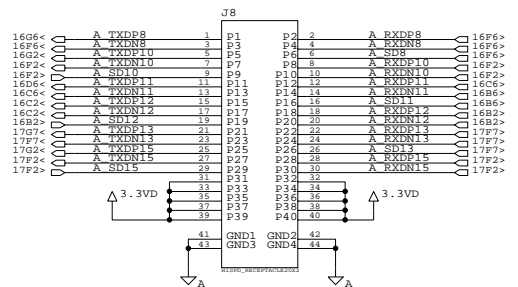 J8
16G6< A_TXDP8 1 P1 P2 2 A_RXDP8 16F6>
16F6< A_TXDN8 3 P3 P4 4 A_RXDN8 16F6>
16G2< A_TXDP10 5 P5 P6 6 A_SD8 16F6>
16F2< A_TXDN10 7 P7 P8 8 A_RXDP10 16F2>
16F2> A_SD10 9 P9 P10 10 A_RXDN10 16F2>
16D6< A_TXDP11 11 P11 P12 12 A_RXDP11 16C6>
16C6< A_TXDN11 13 P13 P14 14 A_RXDN11 16B6>
16C2< A_TXDP12 15 P15 P16 16 A_SD11 16B6>
16C2< A_TXDN12 17 P17 P18 18 A_RXDP12 16B2>
16B2> A_SD12 19 P19 P20 20 A_RXDN12 16B2>
17G7< A_TXDP13 21 P21 P22 22 A_RXDP13 17F7>
17F7< A_TXDN13 23 P23 P24 24 A_RXDN13 17F7>
17G2< A_TXDP15 25 P25 P26 26 A_SD13 17F7>
17F2< A_TXDN15 27 P27 P28 28 A_RXDP15 17F2>
17F2> A_SD15 29 P29 P30 30 A_RXDN15 17F2>
31 P31 P32 32
3.3VD 33 P33 P34 34 3.3VD
35 P35 P36 36
37 P37 P38 38
39 P39 P40 40
41 GND1 GND2 42
43 GND3 GND4 44
A HISPD_RECEPTACLE20X2 A